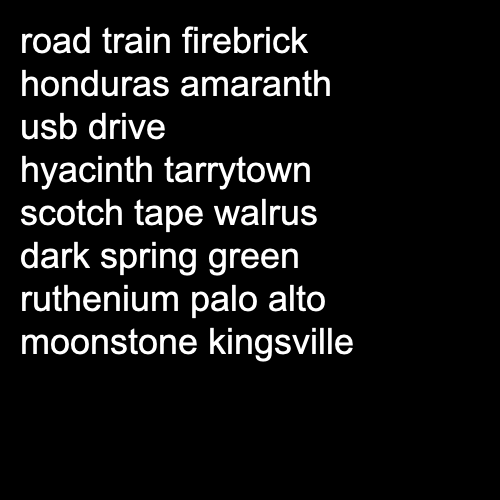 road train firebrick
honduras amaranth
usb drive
hyacinth tarrytown
scotch tape walrus
dark spring green
ruthenium palo alto
moonstone kingsville